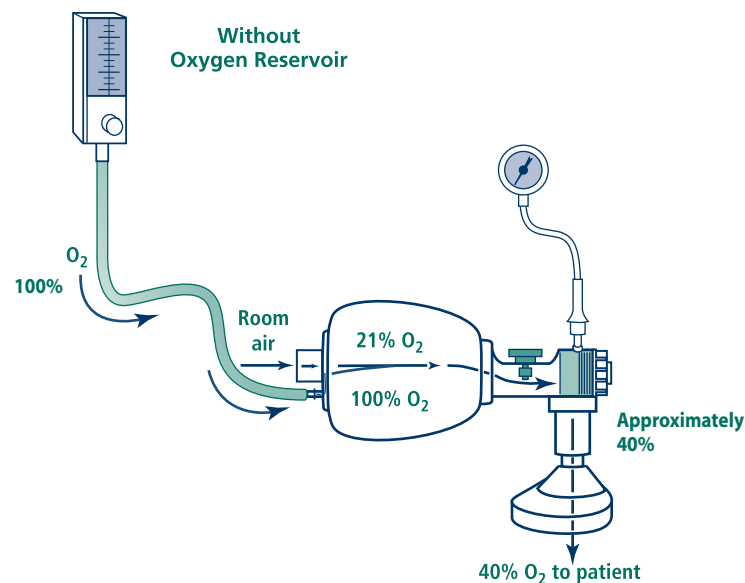 Without
Oxygen Reservoir
O₂
100%
Room
air
21% O₂
100% O₂
Approximately
40%
40% O₂ to patient